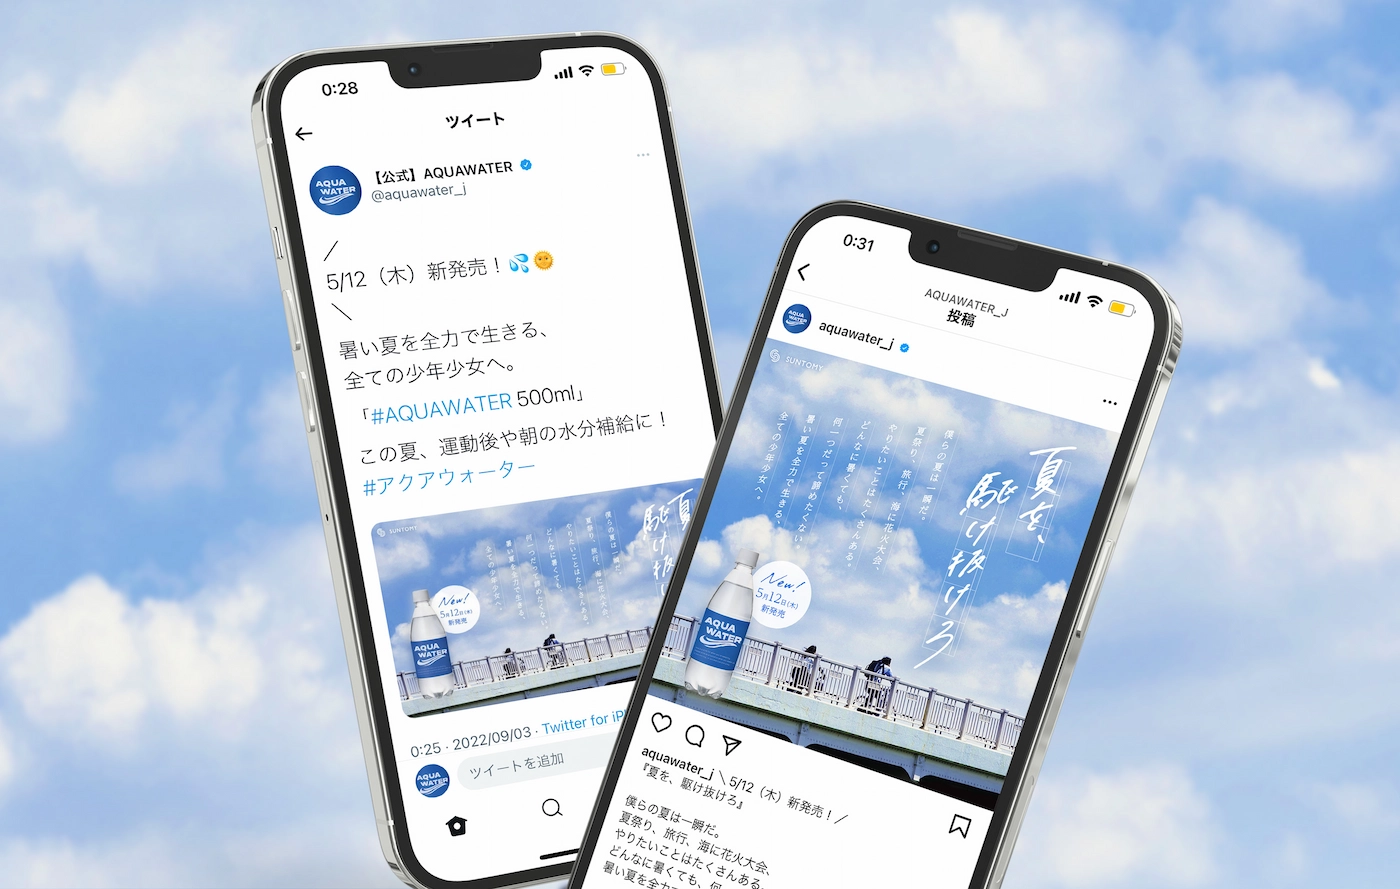 0:28
ツイート
【公式】AQUAWATER
@aquawater_j
AQUA
WATER
／
5/12（木）新発売！💦🌞
＼
暑い夏を全力で生きる、
全ての少年少女へ。
「#AQUAWATER 500ml」
この夏、運動後や朝の水分補給に！
#アクアウォーター
SUNTOMY
夏
駆け抜け
僕らの夏は一瞬だ。
夏祭り、旅行、海に花火大会、
やりたいことはたくさんある。
どんなに暑くても、
何一つだって諦めたくない。
暑い夏を全力で生きる、
全ての少年少女へ。
New!
5月12日(木)
新発売
AQUA
WATER
0:25 · 2022/09/03 · Twitter for iP
AQUA
WATER
ツイートを追加
0:31
AQUAWATER_J
投稿
AQUA
WATER
aquawater_j
SUNTOMY
夏を、
駆け抜けろ
僕らの夏は一瞬だ。
夏祭り、旅行、海に花火大会、
やりたいことはたくさんある。
どんなに暑くても、
何一つだって諦めたくない。
暑い夏を全力で生きる、
全ての少年少女へ。
New!
5月12日(木)
新発売
AQUA
WATER
aquawater_j ＼ 5/12（木）新発売！／
『夏を、駆け抜けろ』
僕らの夏は一瞬だ。
夏祭り、旅行、海に花火大会、
やりたいことはたくさんある。
どんなに暑くても、何
暑い夏を全力